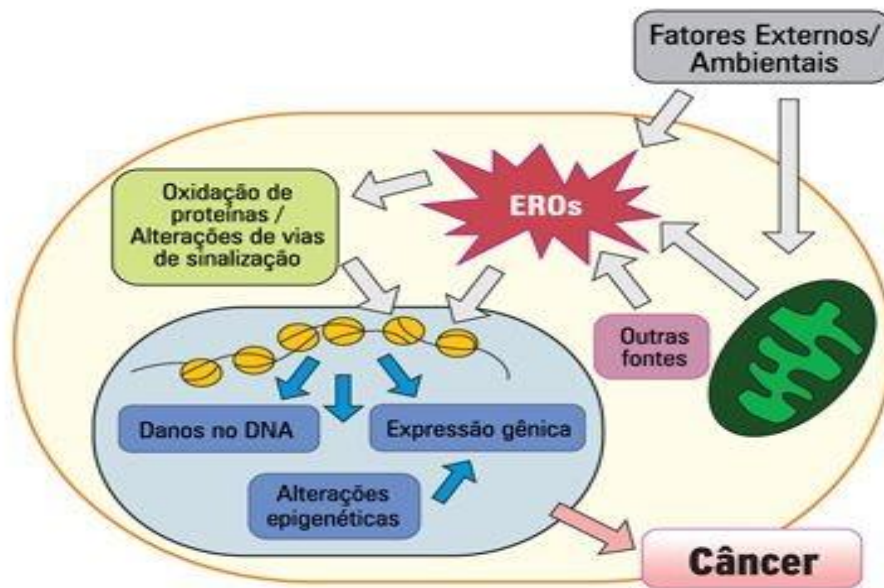 Fatores Externos/
Ambientais
Oxidação de
proteínas /
Alterações de vias
de sinalização
EROs
Outras
fontes
Danos no DNA
Expressão gênica
Alterações
epigenéticas
Câncer